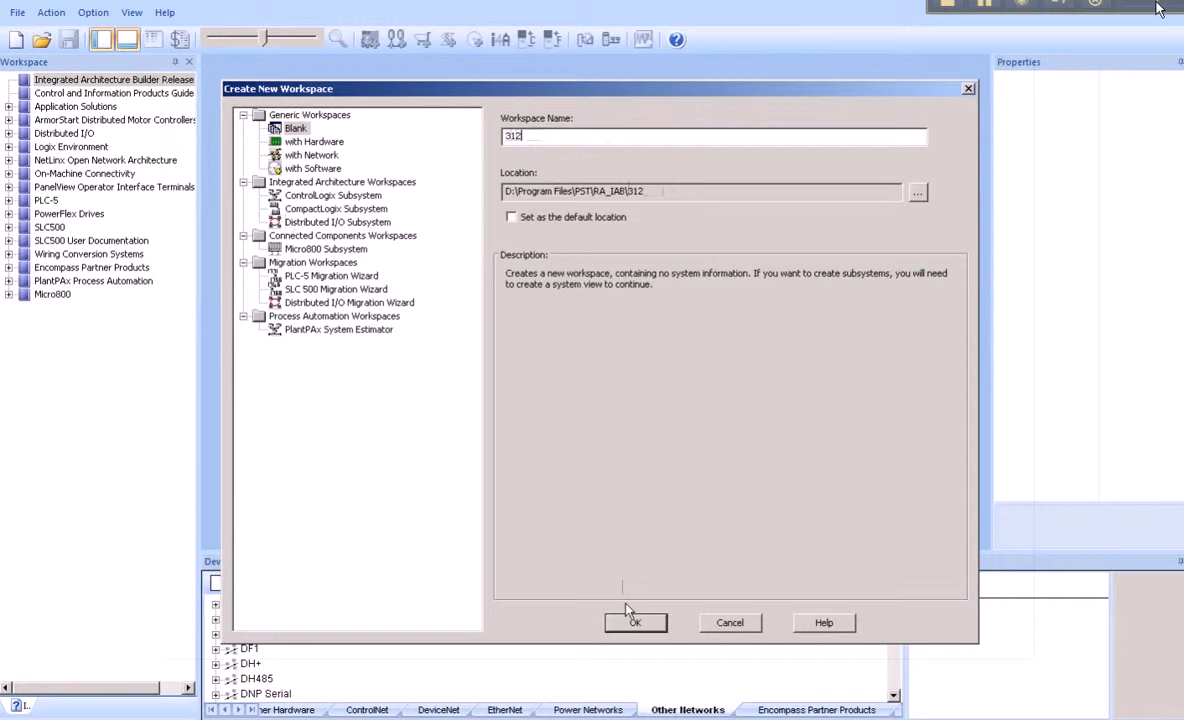 File Action Option View Help
Workspace
Integrated Architecture Builder Release
Control and Information Products Guide
Application Solutions
ArmorStart Distributed Motor Controllers
Distributed I/O
Logix Environment
NetLinx Open Network Architecture
On-Machine Connectivity
PanelView Operator Interface Terminals
PLC-5
PowerFlex Drives
SLC500
SLC500 User Documentation
Wiring Conversion Systems
Encompass Partner Products
PlantPAx Process Automation
Micro800
I..
Create New Workspace
Generic Workspaces
Blank
with Hardware
with Network
with Software
Integrated Architecture Workspaces
ControlLogix Subsystem
CompactLogix Subsystem
Distributed I/O Subsystem
Connected Components Workspaces
Micro800 Subsystem
Migration Workspaces
PLC-5 Migration Wizard
SLC 500 Migration Wizard
Distributed I/O Migration Wizard
Process Automation Workspaces
PlantPAx System Estimator
Workspace Name:
312
Location:
D:\Program Files\PST\RA_IAB\312
...
Set as the default location
Description:
Creates a new workspace, containing no system information. If you want to create subsystems, you will need
to create a system view to continue.
OK Cancel Help
Properties
Dev
DF1
DH+
DH485
DNP Serial
her Hardware ControlNet DeviceNet EtherNet Power Networks Other Networks Encompass Partner Products